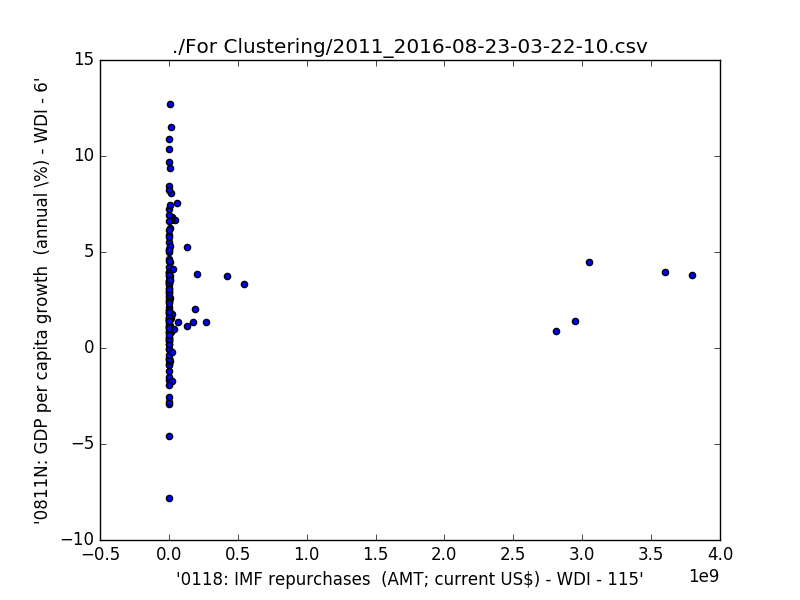 ./For Clustering/2011_2016-08-23-03-22-10.csv
'0811N: GDP per capita growth  (annual \%) - WDI - 6'
15
10
5
0
−5
−10
−0.5 0.0 0.5 1.0 1.5 2.0 2.5 3.0 3.5 4.0
1e9
'0118: IMF repurchases  (AMT; current US$) - WDI - 115'